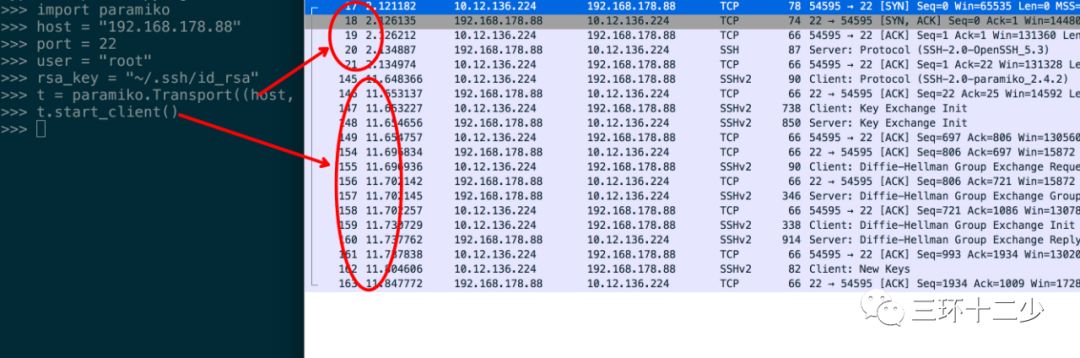 >>> import paramiko
>>> host = "192.168.178.88"
>>> port = 22
>>> user = "root"
>>> rsa_key = "~/.ssh/id_rsa"
>>> t = paramiko.Transport((host,
>>> t.start_client()
>>>
17 2.121182 10.12.136.224 192.168.178.88 TCP 78 54595 → 22 [SYN] Seq=0 Win=65535 Len=0 MSS=
18 2.126135 192.168.178.88 10.12.136.224 TCP 74 22 → 54595 [SYN, ACK] Seq=0 Ack=1 Win=14480
19 2.126212 10.12.136.224 192.168.178.88 TCP 66 54595 → 22 [ACK] Seq=1 Ack=1 Win=131360 Len
20 2.134887 192.168.178.88 10.12.136.224 SSH 87 Server: Protocol (SSH-2.0-OpenSSH_5.3)
21 2.134974 10.12.136.224 192.168.178.88 TCP 66 54595 → 22 [ACK] Seq=1 Ack=22 Win=131328 Le
145 11.648366 10.12.136.224 192.168.178.88 SSHv2 90 Client: Protocol (SSH-2.0-paramiko_2.4.2)
146 11.653137 192.168.178.88 10.12.136.224 TCP 66 22 → 54595 [ACK] Seq=22 Ack=25 Win=14592 Len
147 11.653227 10.12.136.224 192.168.178.88 SSHv2 738 Client: Key Exchange Init
148 11.654656 192.168.178.88 10.12.136.224 SSHv2 850 Server: Key Exchange Init
149 11.654757 10.12.136.224 192.168.178.88 TCP 66 54595 → 22 [ACK] Seq=697 Ack=806 Win=130560
154 11.696834 192.168.178.88 10.12.136.224 TCP 66 22 → 54595 [ACK] Seq=806 Ack=697 Win=15872
155 11.696936 10.12.136.224 192.168.178.88 SSHv2 90 Client: Diffie-Hellman Group Exchange Reque
156 11.702142 192.168.178.88 10.12.136.224 TCP 66 22 → 54595 [ACK] Seq=806 Ack=721 Win=15872
157 11.702145 192.168.178.88 10.12.136.224 SSHv2 346 Server: Diffie-Hellman Group Exchange Group
158 11.702257 10.12.136.224 192.168.178.88 TCP 66 54595 → 22 [ACK] Seq=721 Ack=1086 Win=13078
159 11.730729 10.12.136.224 192.168.178.88 SSHv2 338 Client: Diffie-Hellman Group Exchange Init
160 11.737762 192.168.178.88 10.12.136.224 SSHv2 914 Server: Diffie-Hellman Group Exchange Reply
161 11.737838 10.12.136.224 192.168.178.88 TCP 66 54595 → 22 [ACK] Seq=993 Ack=1934 Win=13020
162 11.804606 10.12.136.224 192.168.178.88 SSHv2 82 Client: New Keys
163 11.847772 192.168.178.88 10.12.136.224 TCP 66 22 → 54595 [ACK] Seq=1934 Ack=1009 Win=1728
三环十二少